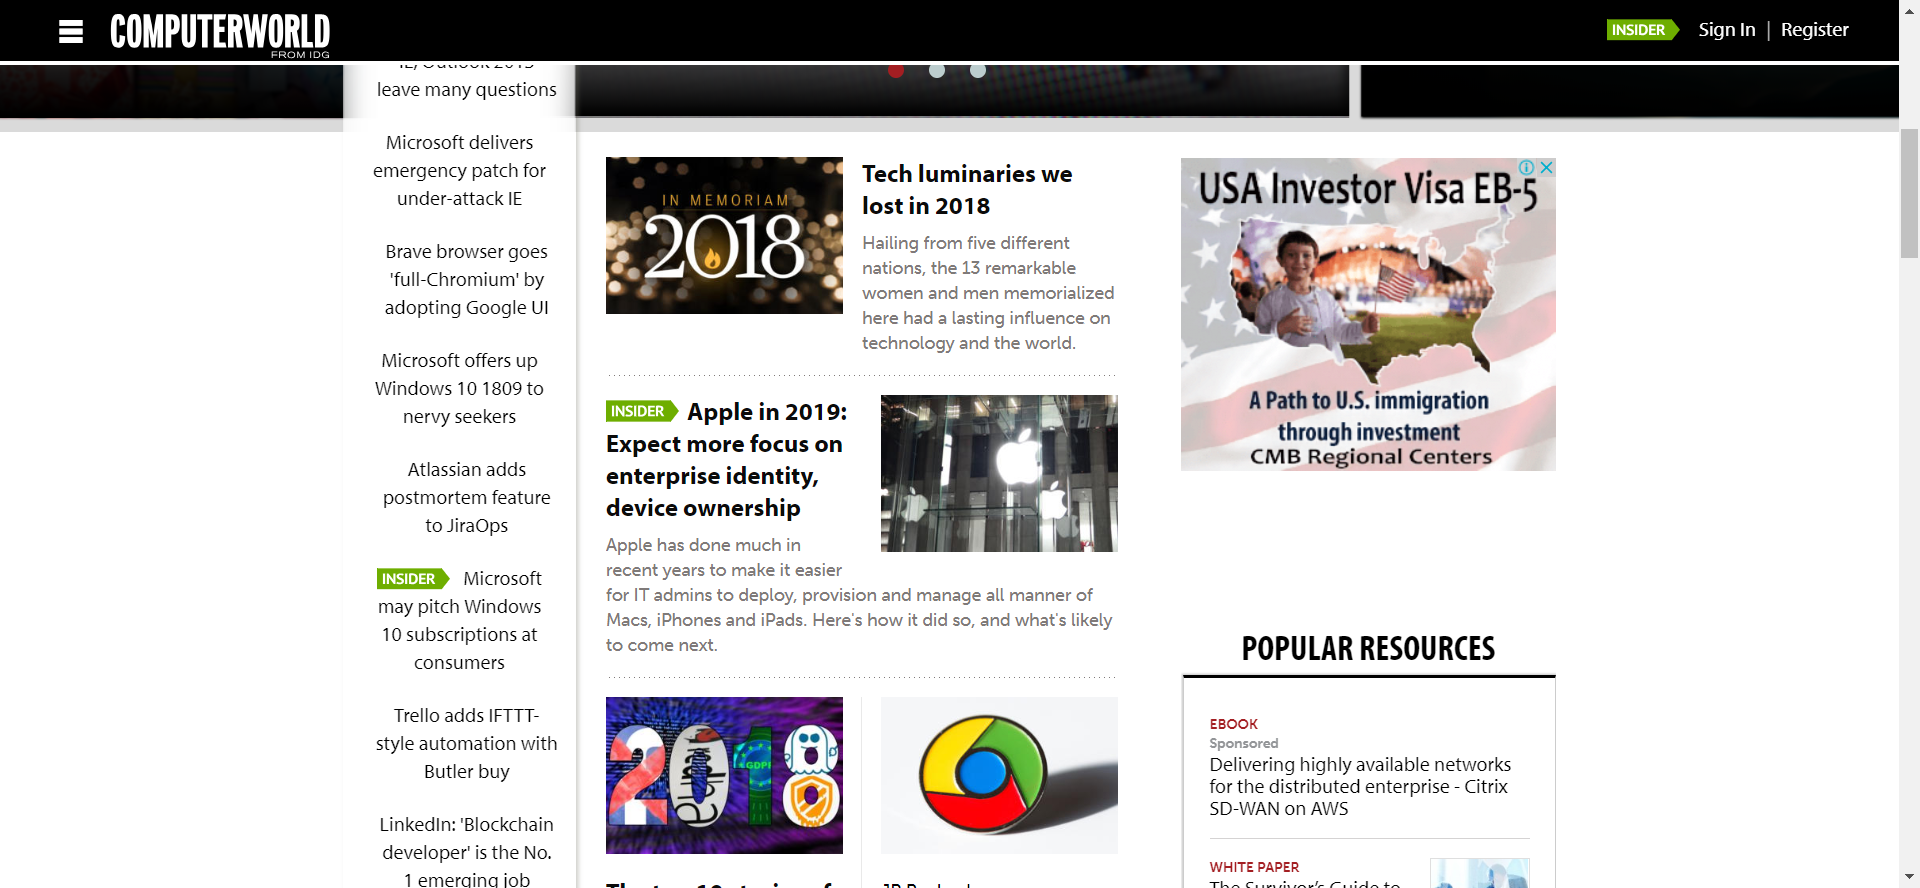 COMPUTERWORLD
FROM IDG
INSIDER
Sign In | Register
IE, Outlook 2013
leave many questions
Microsoft delivers
emergency patch for
under-attack IE
Brave browser goes
'full-Chromium' by
adopting Google UI
Microsoft offers up
Windows 10 1809 to
nervy seekers
Atlassian adds
postmortem feature
to JiraOps
INSIDER Microsoft
may pitch Windows
10 subscriptions at
consumers
Trello adds IFTTT-
style automation with
Butler buy
LinkedIn: 'Blockchain
developer' is the No.
1 emerging job
IN MEMORIAM
2018
Tech luminaries we
lost in 2018
Hailing from five different
nations, the 13 remarkable
women and men memorialized
here had a lasting influence on
technology and the world.
INSIDER Apple in 2019:
Expect more focus on
enterprise identity,
device ownership
Apple has done much in
recent years to make it easier
for IT admins to deploy, provision and manage all manner of
Macs, iPhones and iPads. Here's how it did so, and what's likely
to come next.
2018
GDPR
USA Investor Visa EB-5
A Path to U.S. immigration
through investment
CMB Regional Centers
POPULAR RESOURCES
EBOOK
Sponsored
Delivering highly available networks
for the distributed enterprise - Citrix
SD-WAN on AWS
WHITE PAPER
The Survivor's Guide to